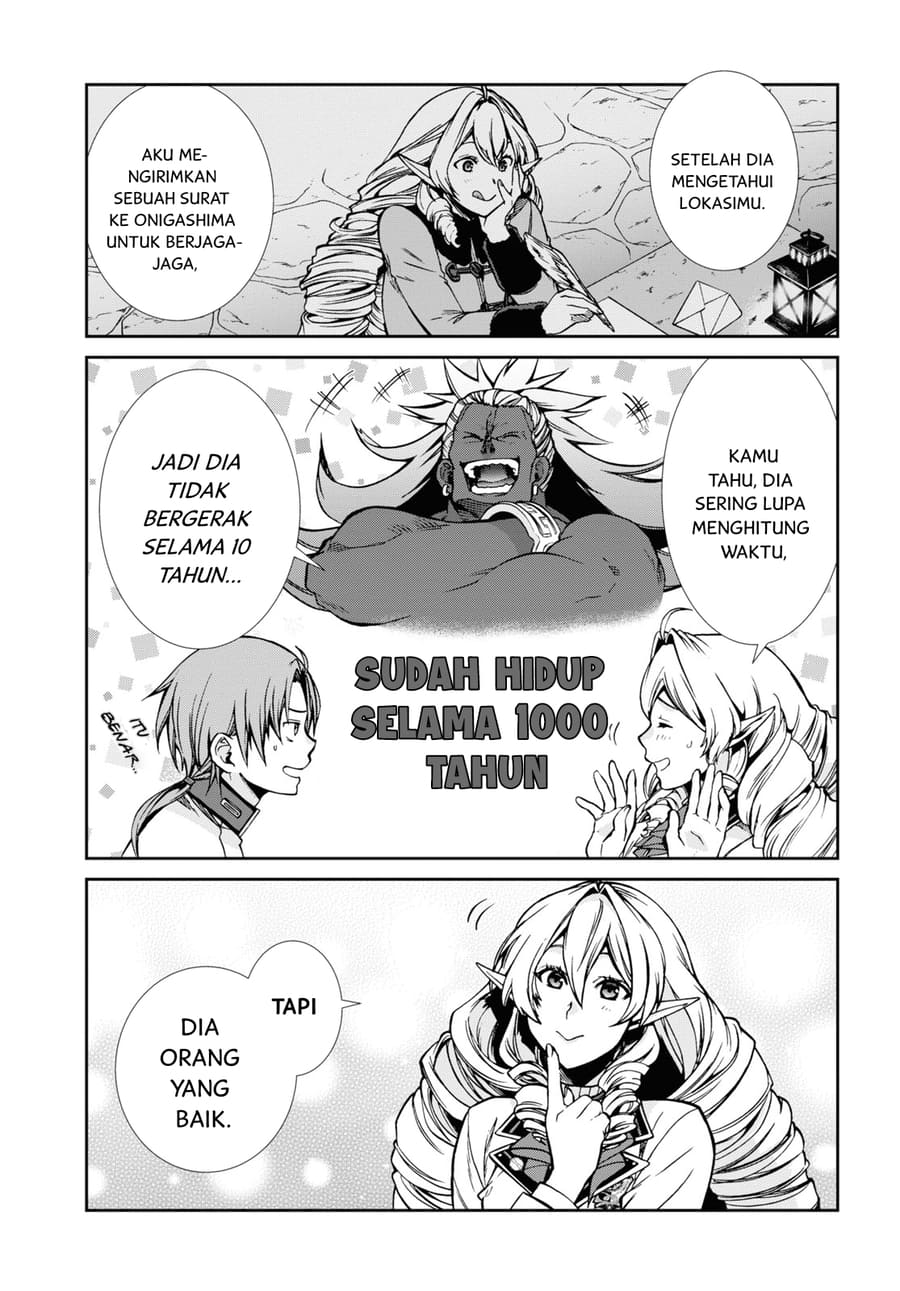 SETELAH DIA
MENGETAHUI
LOKASIMU.
AKU ME-
NGIRIMKAN
SEBUAH SURAT
KE ONIGASHIMA
UNTUK BERJAGA-
JAGA,
KAMU
TAHU, DIA
SERING LUPA
MENGHITUNG
WAKTU,
JADI DIA
TIDAK
BERGERAK
SELAMA 10
TAHUN...
SUDAH HIDUP
SELAMA 1000
TAHUN
ITU
BENAR...
TAPI
DIA
ORANG
YANG
BAIK.